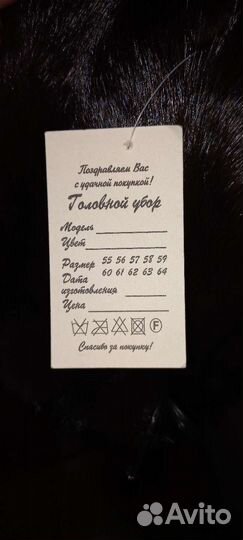 Поздравляем Вас
с удачной покупкой!
Головной убор
Модель
Цвет
Размер 55 56 57 58 59
Дата 60 61 62 63 64
изготовления
Цена
F
Спасибо за покупку!
Avito